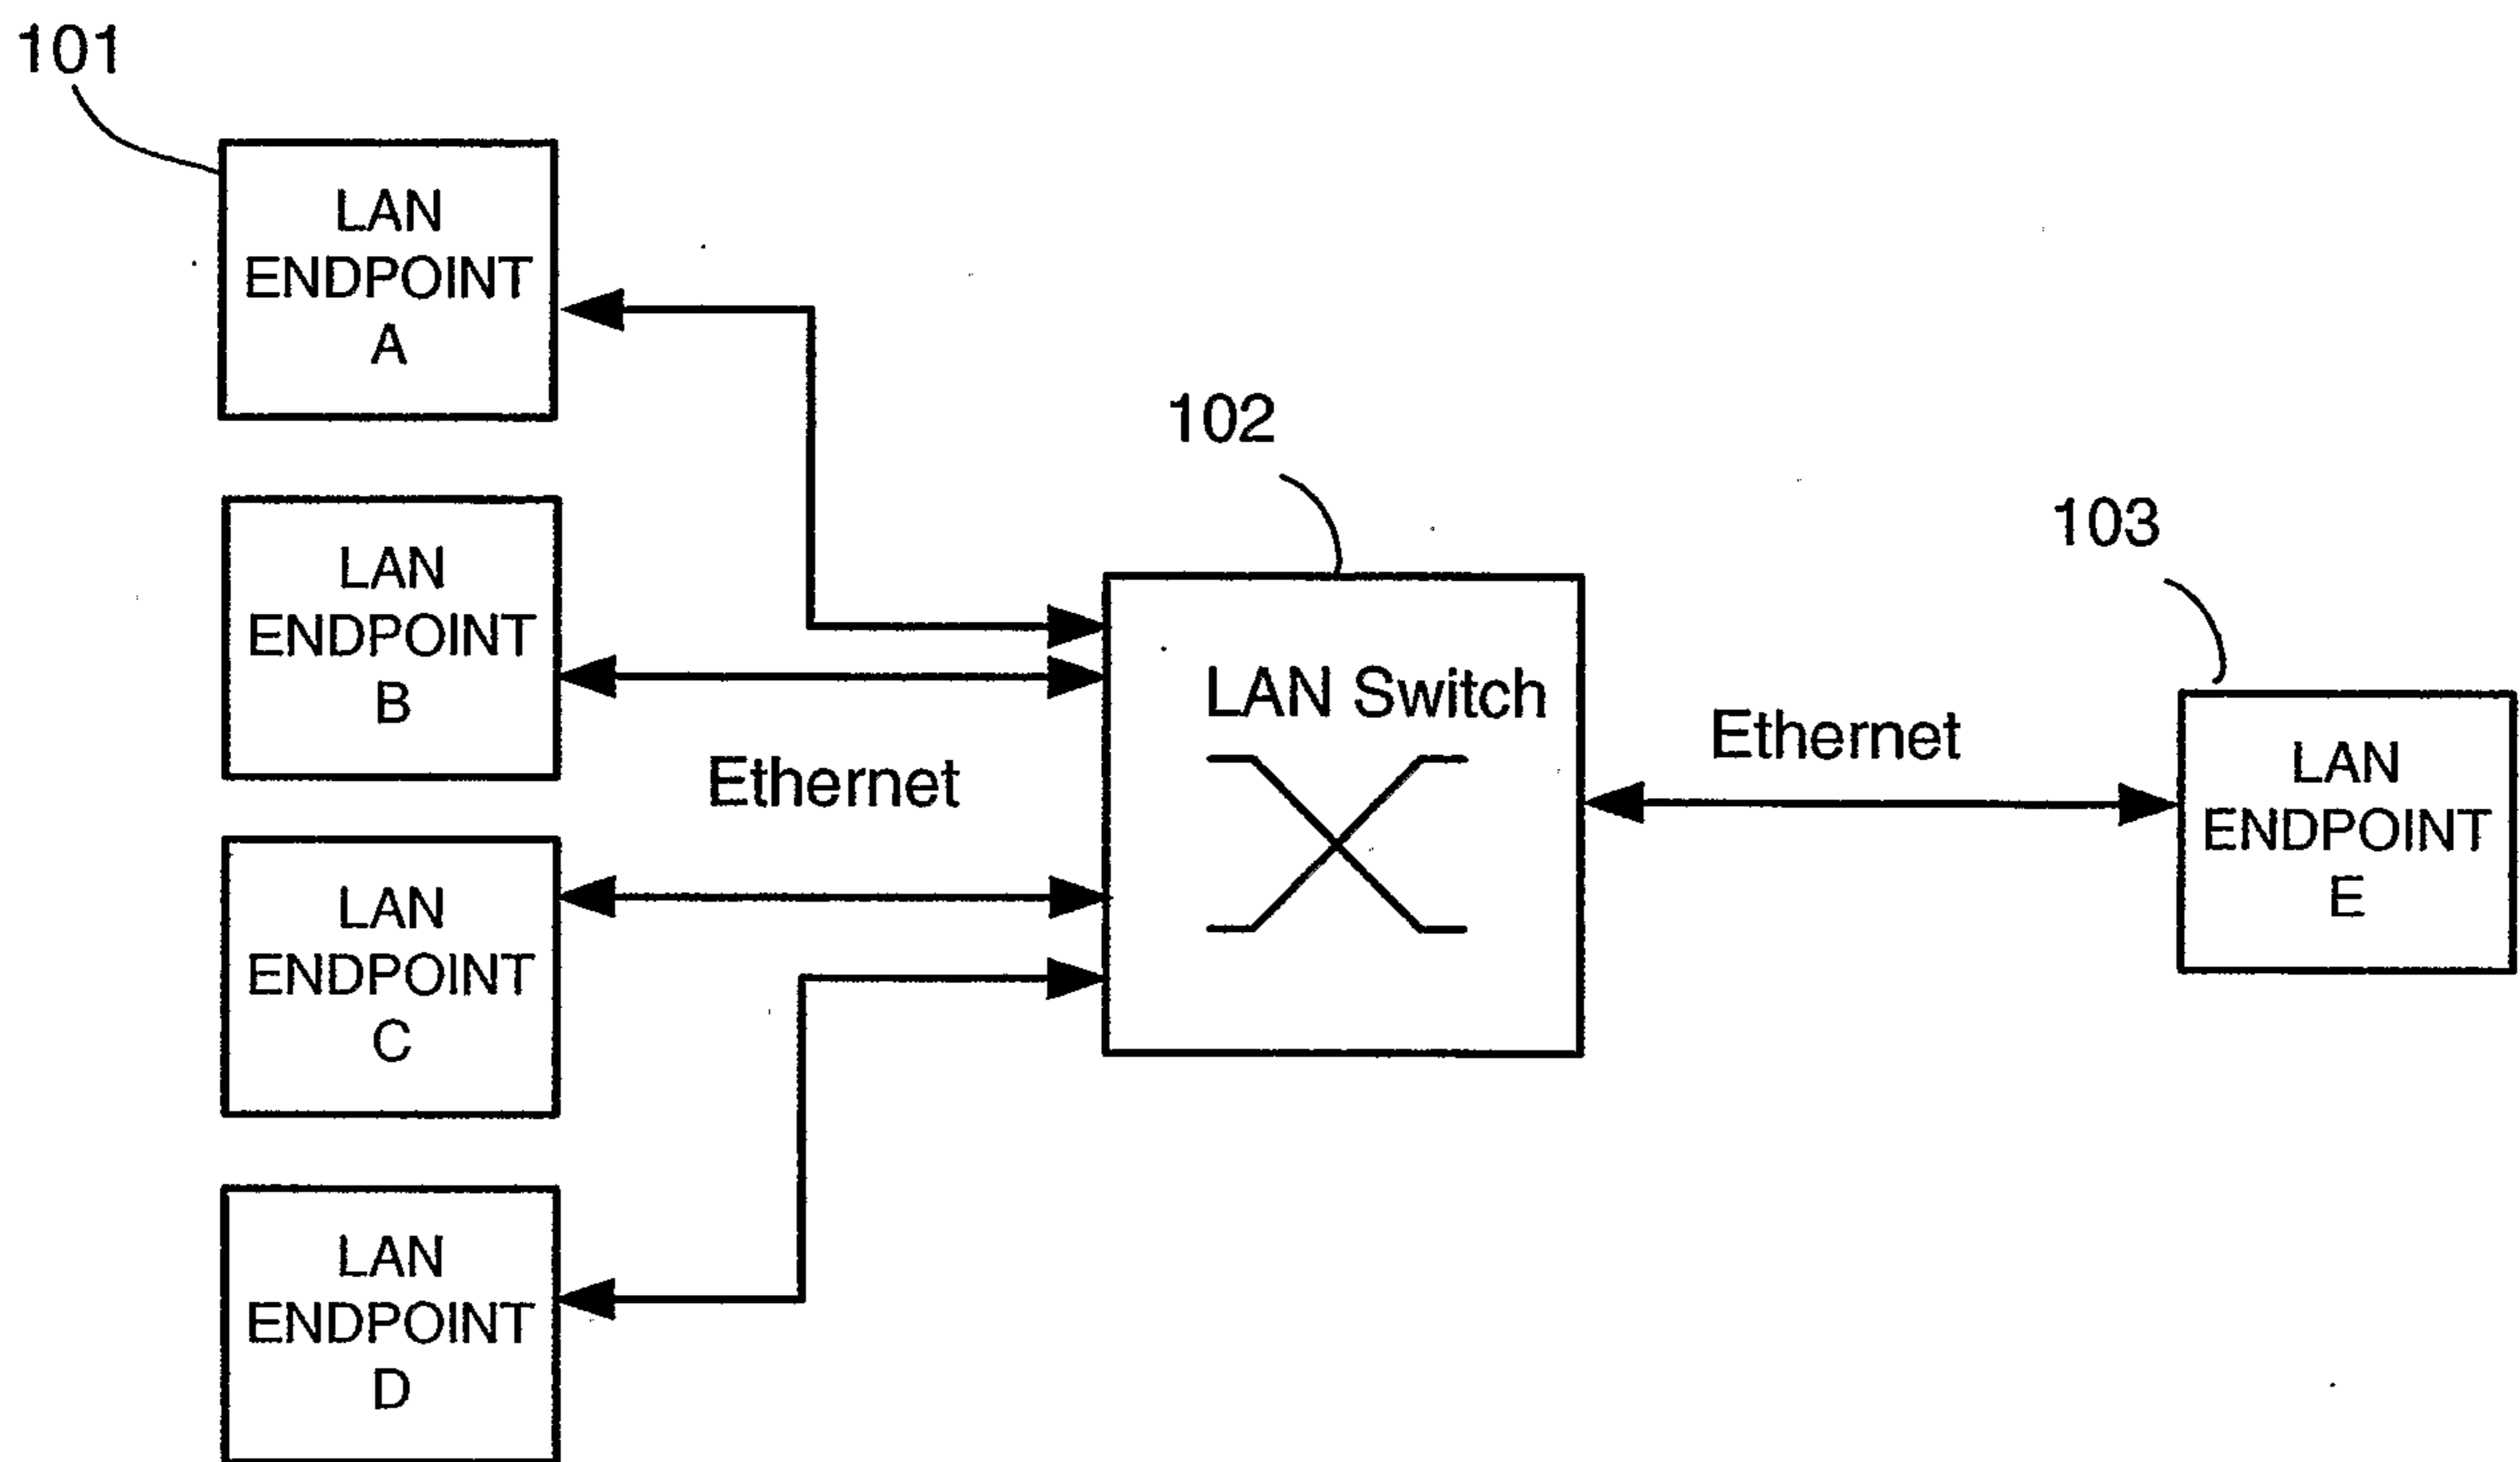 101
LAN
ENDPOINT
A
LAN
ENDPOINT
B
LAN
ENDPOINT
C
LAN
ENDPOINT
D
Ethernet
102
LAN Switch
Ethernet
103
LAN
ENDPOINT
E